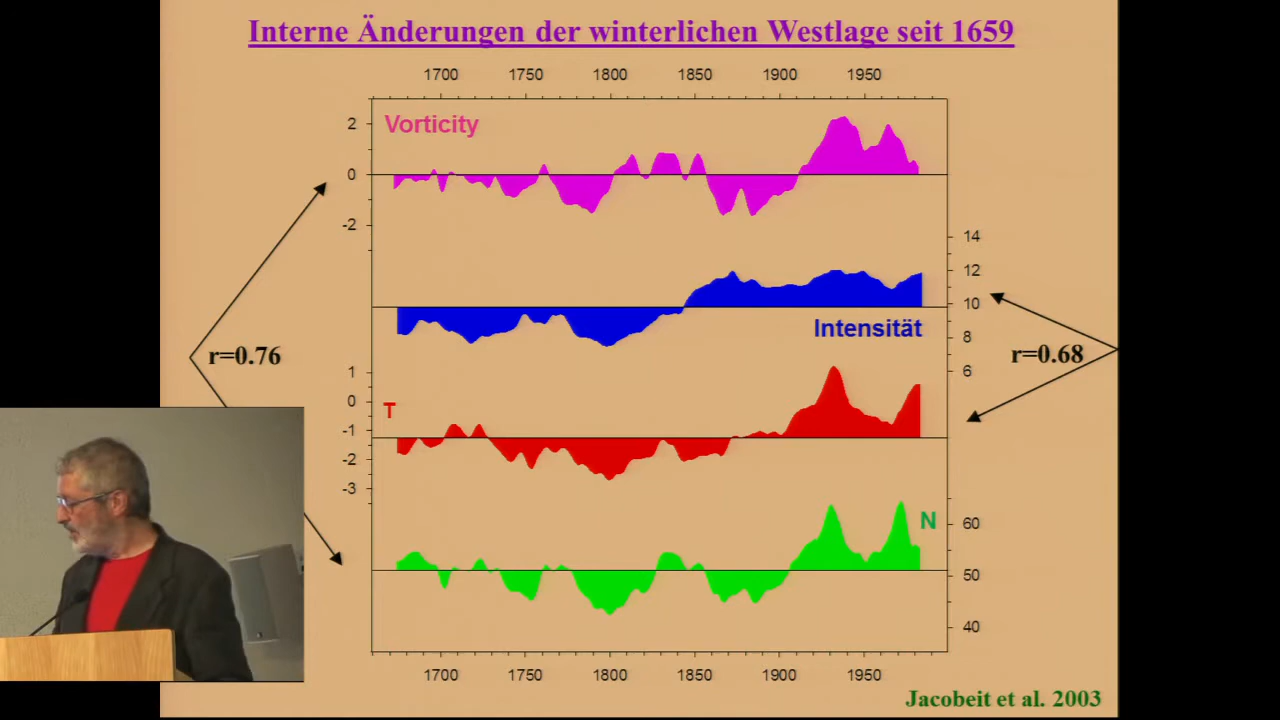 Interne Änderungen der winterlichen Westlage seit 1659
1700 1750 1800 1850 1900 1950
Vorticity
2
0
-2
14
12
10
8
6
Intensität
r=0.76
r=0.68
1
0
-1
-2
-3
T
N
60
50
40
1700 1750 1800 1850 1900 1950
Jacobeit et al. 2003